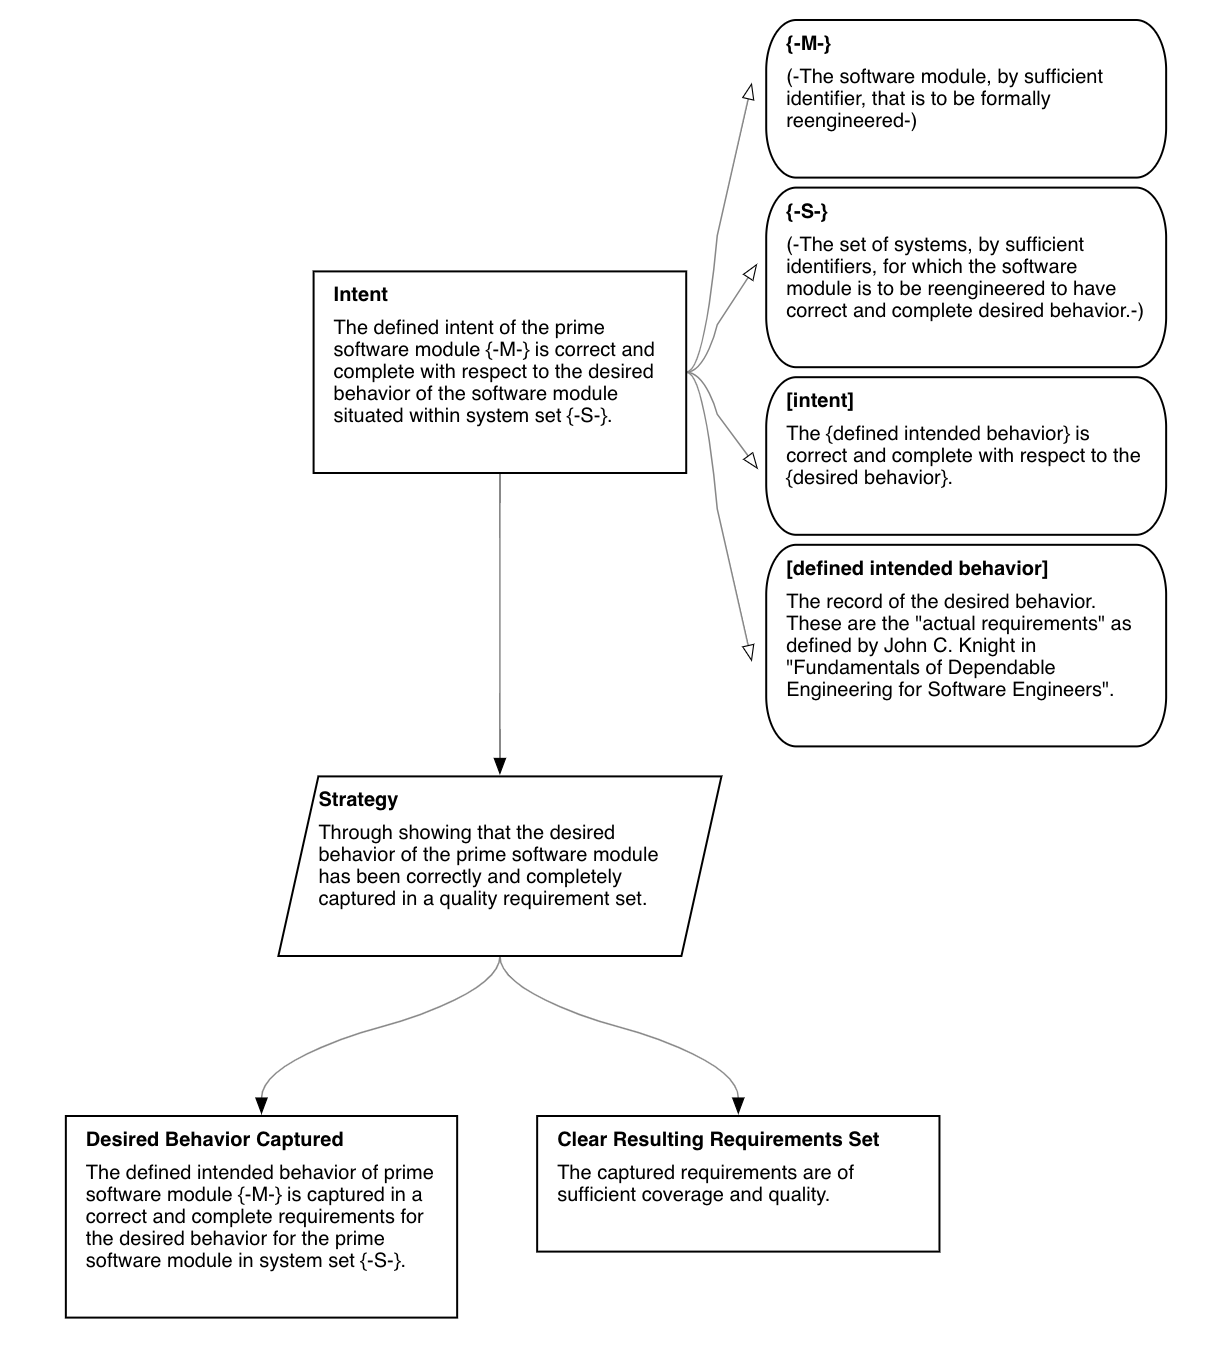 {-M-}
(-The software module, by sufficient
identifier, that is to be formally
reengineered-)
{-S-}
(-The set of systems, by sufficient
identifiers, for which the software
module is to be reengineered to have
correct and complete desired behavior.-)
Intent
The defined intent of the prime
software module {-M-} is correct and
complete with respect to the desired
behavior of the software module
situated within system set {-S-}.
[intent]
The {defined intended behavior} is
correct and complete with respect to the
{desired behavior}.
[defined intended behavior]
The record of the desired behavior.
These are the "actual requirements" as
defined by John C. Knight in
"Fundamentals of Dependable
Engineering for Software Engineers".
Strategy
Through showing that the desired
behavior of the prime software module
has been correctly and completely
captured in a quality requirement set.
Desired Behavior Captured
The defined intended behavior of prime
software module {-M-} is captured in a
correct and complete requirements for
the desired behavior for the prime
software module in system set {-S-}.
Clear Resulting Requirements Set
The captured requirements are of
sufficient coverage and quality.